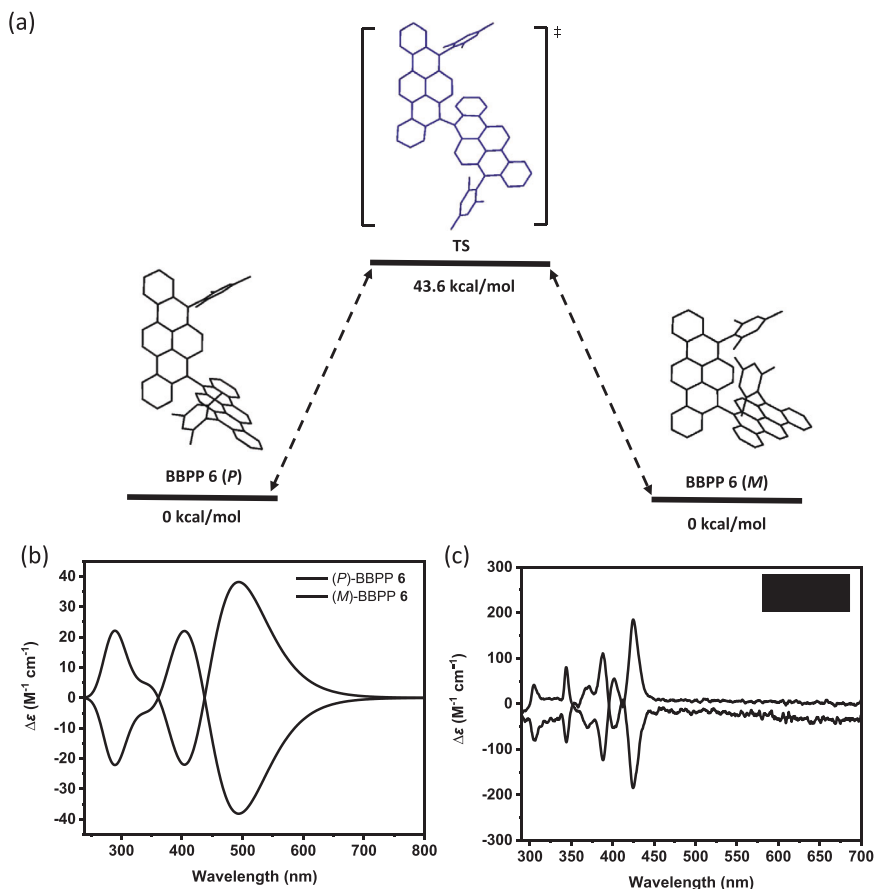 (a)
‡
TS
43.6 kcal/mol
BBPP 6 (P)
0 kcal/mol
BBPP 6 (M)
0 kcal/mol
(b)
(P)-BBPP 6
(M)-BBPP 6
40
30
20
10
0
-10
-20
-30
-40
Δε (M⁻¹ cm⁻¹)
300 400 500 600 700 800
Wavelength (nm)
(c)
300
200
100
0
-100
-200
-300
Δε (M⁻¹ cm⁻¹)
300 350 400 450 500 550 600 650 700
Wavelength (nm)